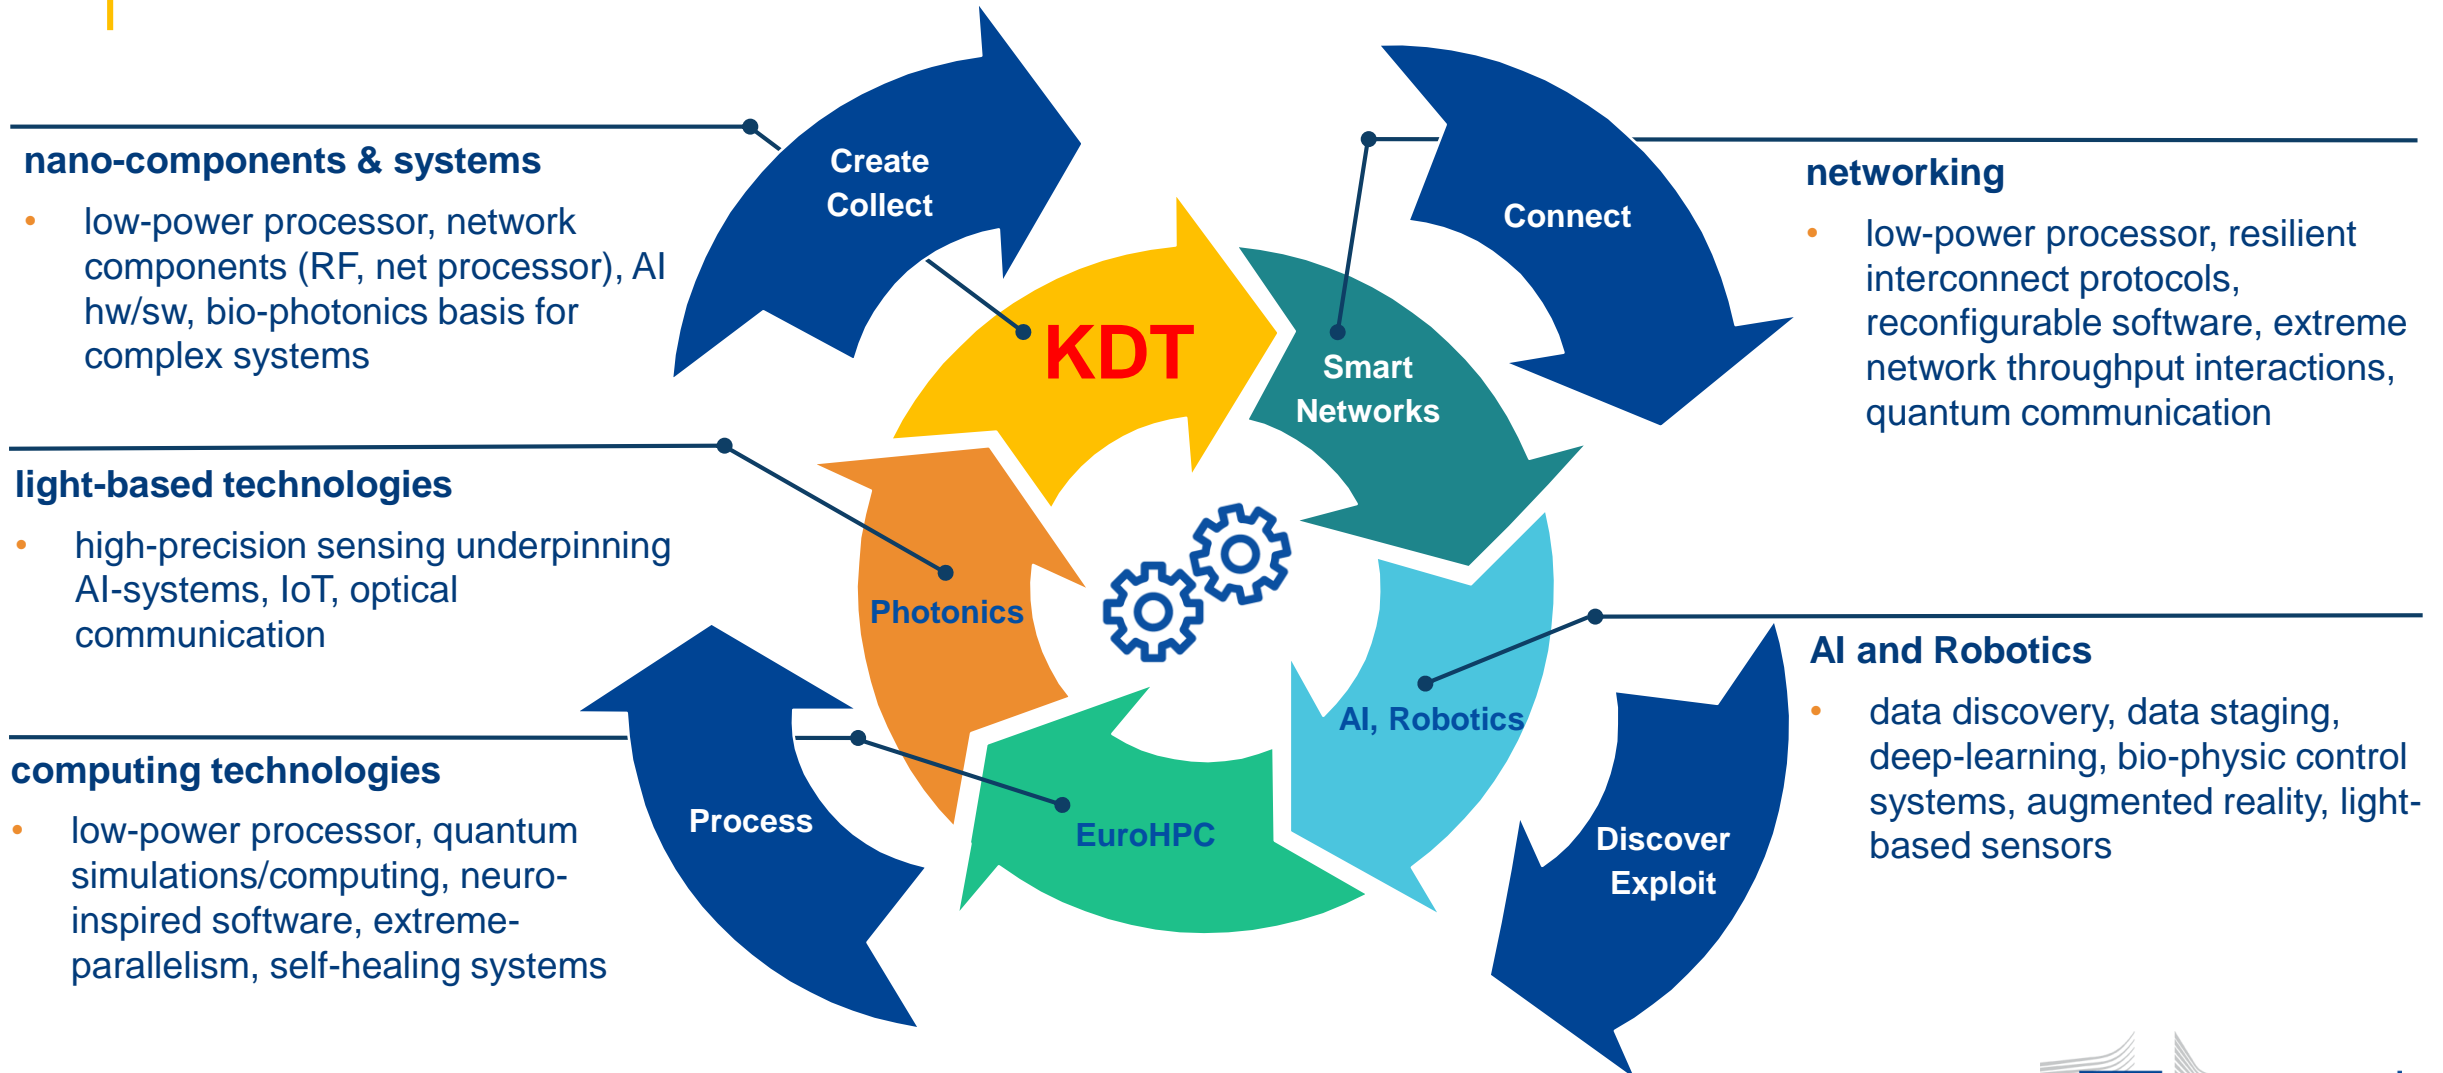 nano-components & systems
• low-power processor, network
components (RF, net processor), AI
hw/sw, bio-photonics basis for
complex systems
light-based technologies
• high-precision sensing underpinning
AI-systems, IoT, optical
communication
computing technologies
• low-power processor, quantum
simulations/computing, neuro-
inspired software, extreme-
parallelism, self-healing systems
Create
Collect
Connect
KDT
Smart
Networks
Photonics
AI, Robotics
Process
EuroHPC
Discover
Exploit
networking
• low-power processor, resilient
interconnect protocols,
reconfigurable software, extreme
network throughput interactions,
quantum communication
AI and Robotics
• data discovery, data staging,
deep-learning, bio-physic control
systems, augmented reality, light-
based sensors